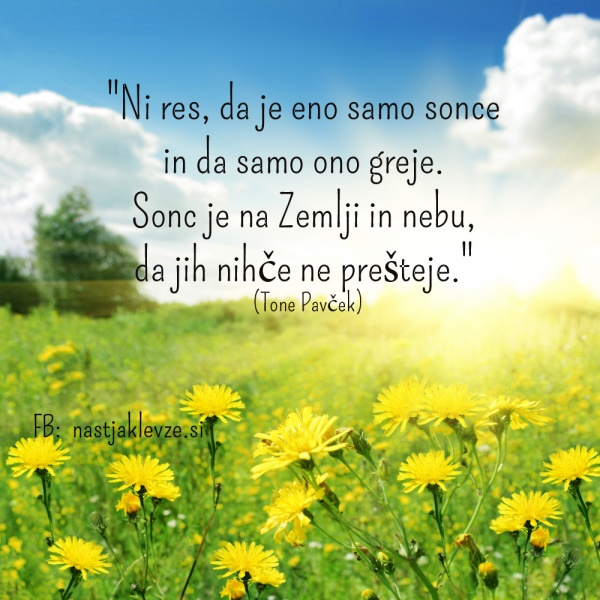 "Ni res, da je eno samo sonce
in da samo ono greje.
Sonc je na Zemlji in nebu,
da jih nihče ne prešteje."
(Tone Pavček)
FB: nastjaklevze.si